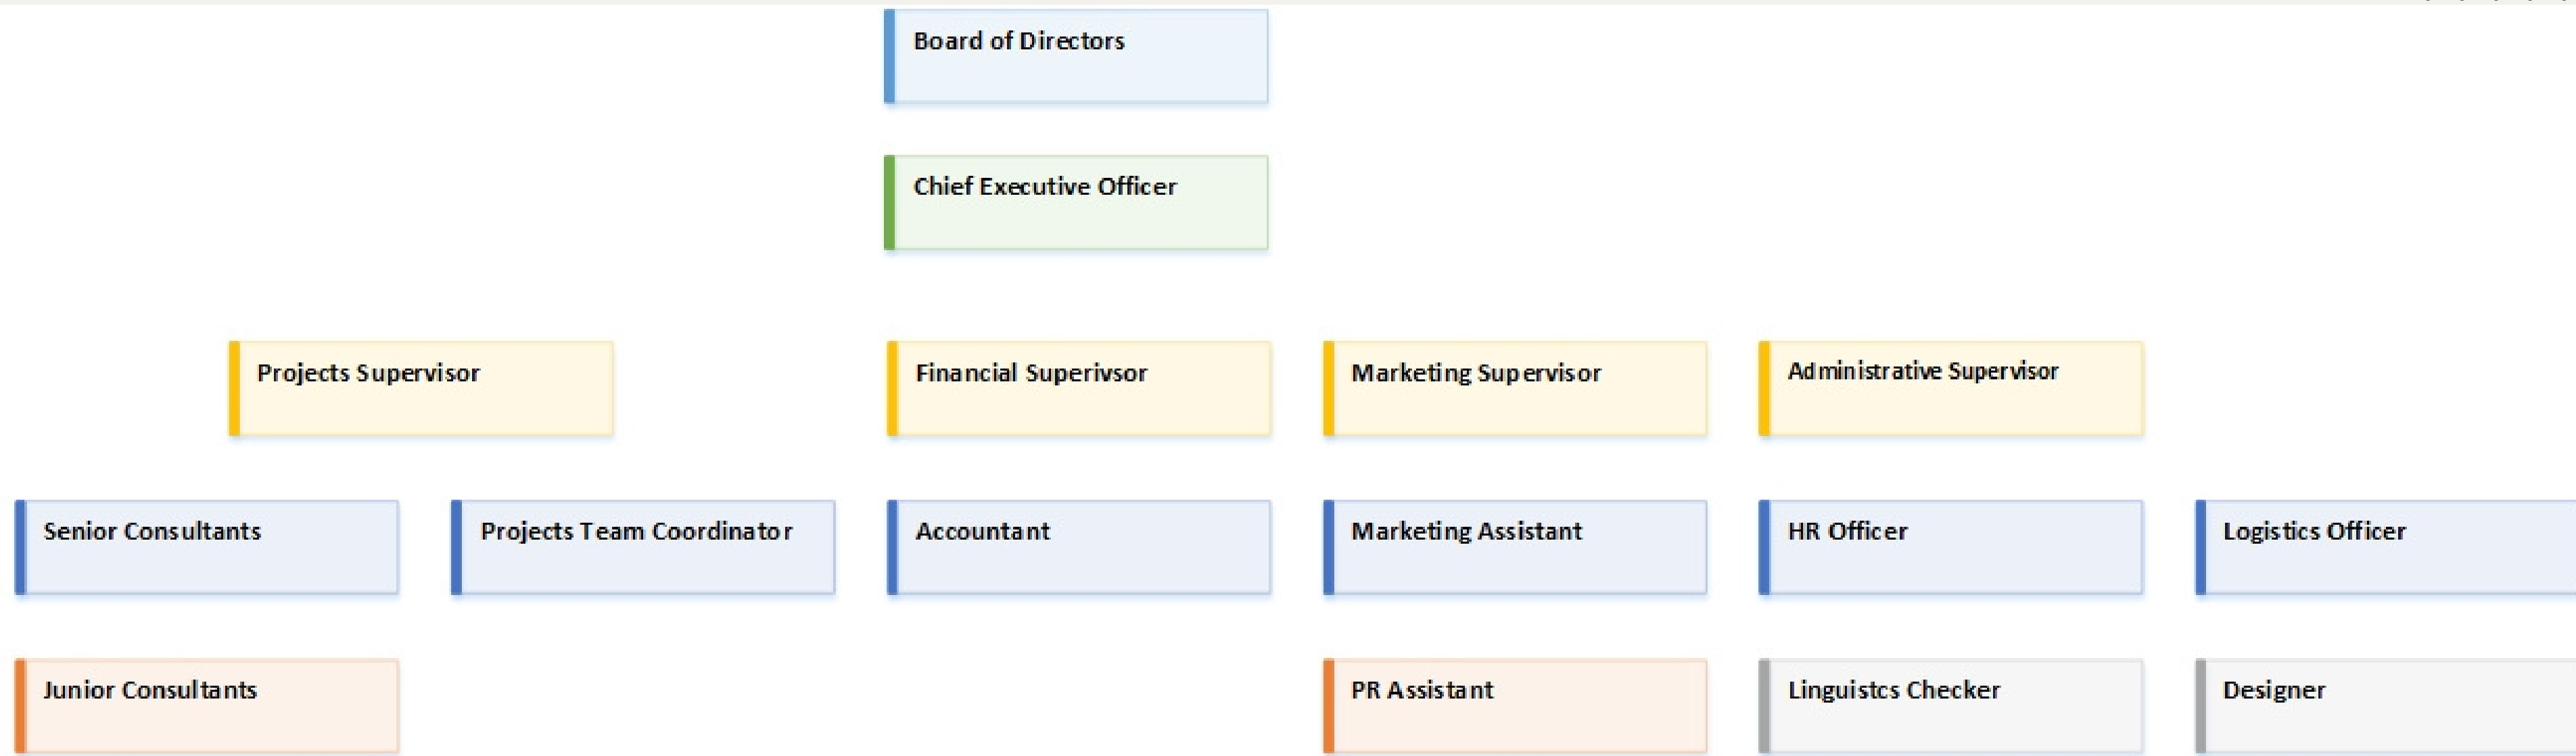 Board of Directors
Chief Executive Officer
Projects Supervisor
Financial Superivsor
Marketing Supervisor
Administrative Supervisor
Senior Consultants
Projects Team Coordinator
Accountant
Marketing Assistant
HR Officer
Logistics Officer
Junior Consultants
PR Assistant
Linguistcs Checker
Designer